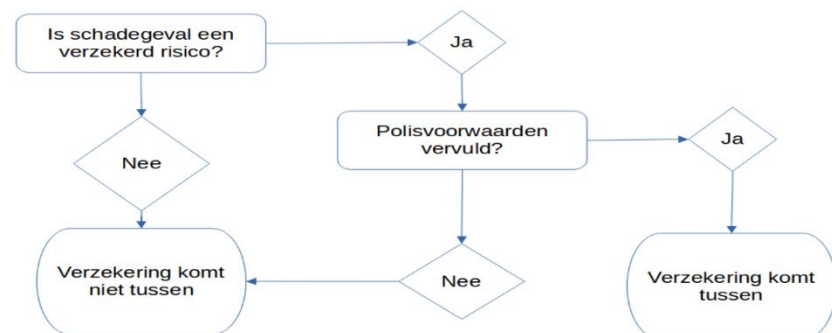 Is schadegeval een
verzekerd risico?
Ja
Polisvoorwaarden
vervuld?
Ja
Nee
Verzekering komt
niet tussen
Nee
Verzekering komt
tussen